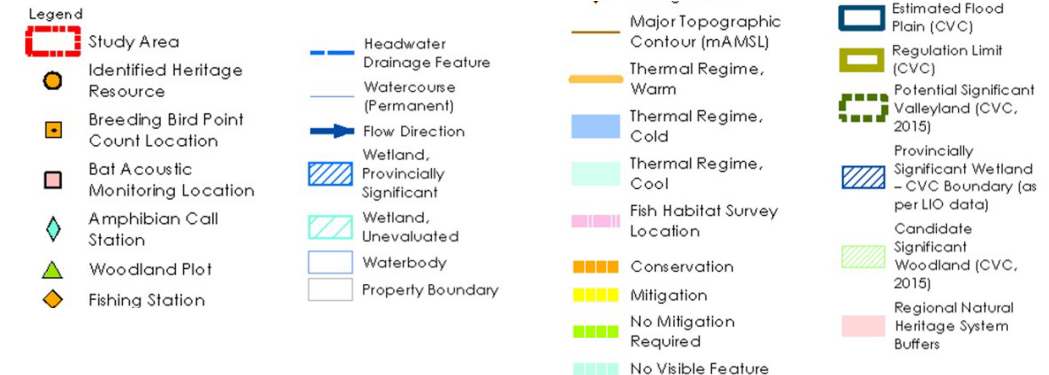 Legend
Study Area
Identified Heritage
Resource
Breeding Bird Point
Count Location
Bat Acoustic
Monitoring Location
Amphibian Call
Station
Woodland Plot
Fishing Station
Headwater
Drainage Feature
Watercourse
(Permanent)
Flow Direction
Wetland,
Provincially
Significant
Wetland,
Unevaluated
Waterbody
Property Boundary
Major Topographic
Contour (mAMSL)
Thermal Regime,
Warm
Thermal Regime,
Cold
Thermal Regime,
Cool
Fish Habitat Survey
Location
Conservation
Mitigation
No Mitigation
Required
No Visible Feature
Estimated Flood
Plain (CVC)
Regulation Limit
(CVC)
Potential Significant
Valleyland (CVC,
2015)
Provincially
Significant Wetland
– CVC Boundary (as
per LIO data)
Candidate
Significant
Woodland (CVC,
2015)
Regional Natural
Heritage System
Buffers